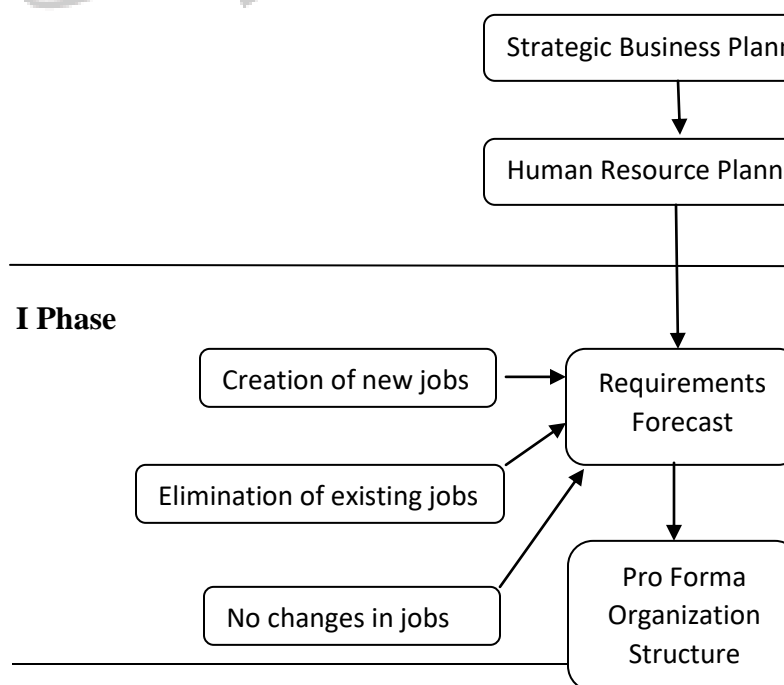 Strategic Business Plann
Human Resource Plann
I Phase
Creation of new jobs
Requirements
Forecast
Elimination of existing jobs
No changes in jobs
Pro Forma
Organization
Structure